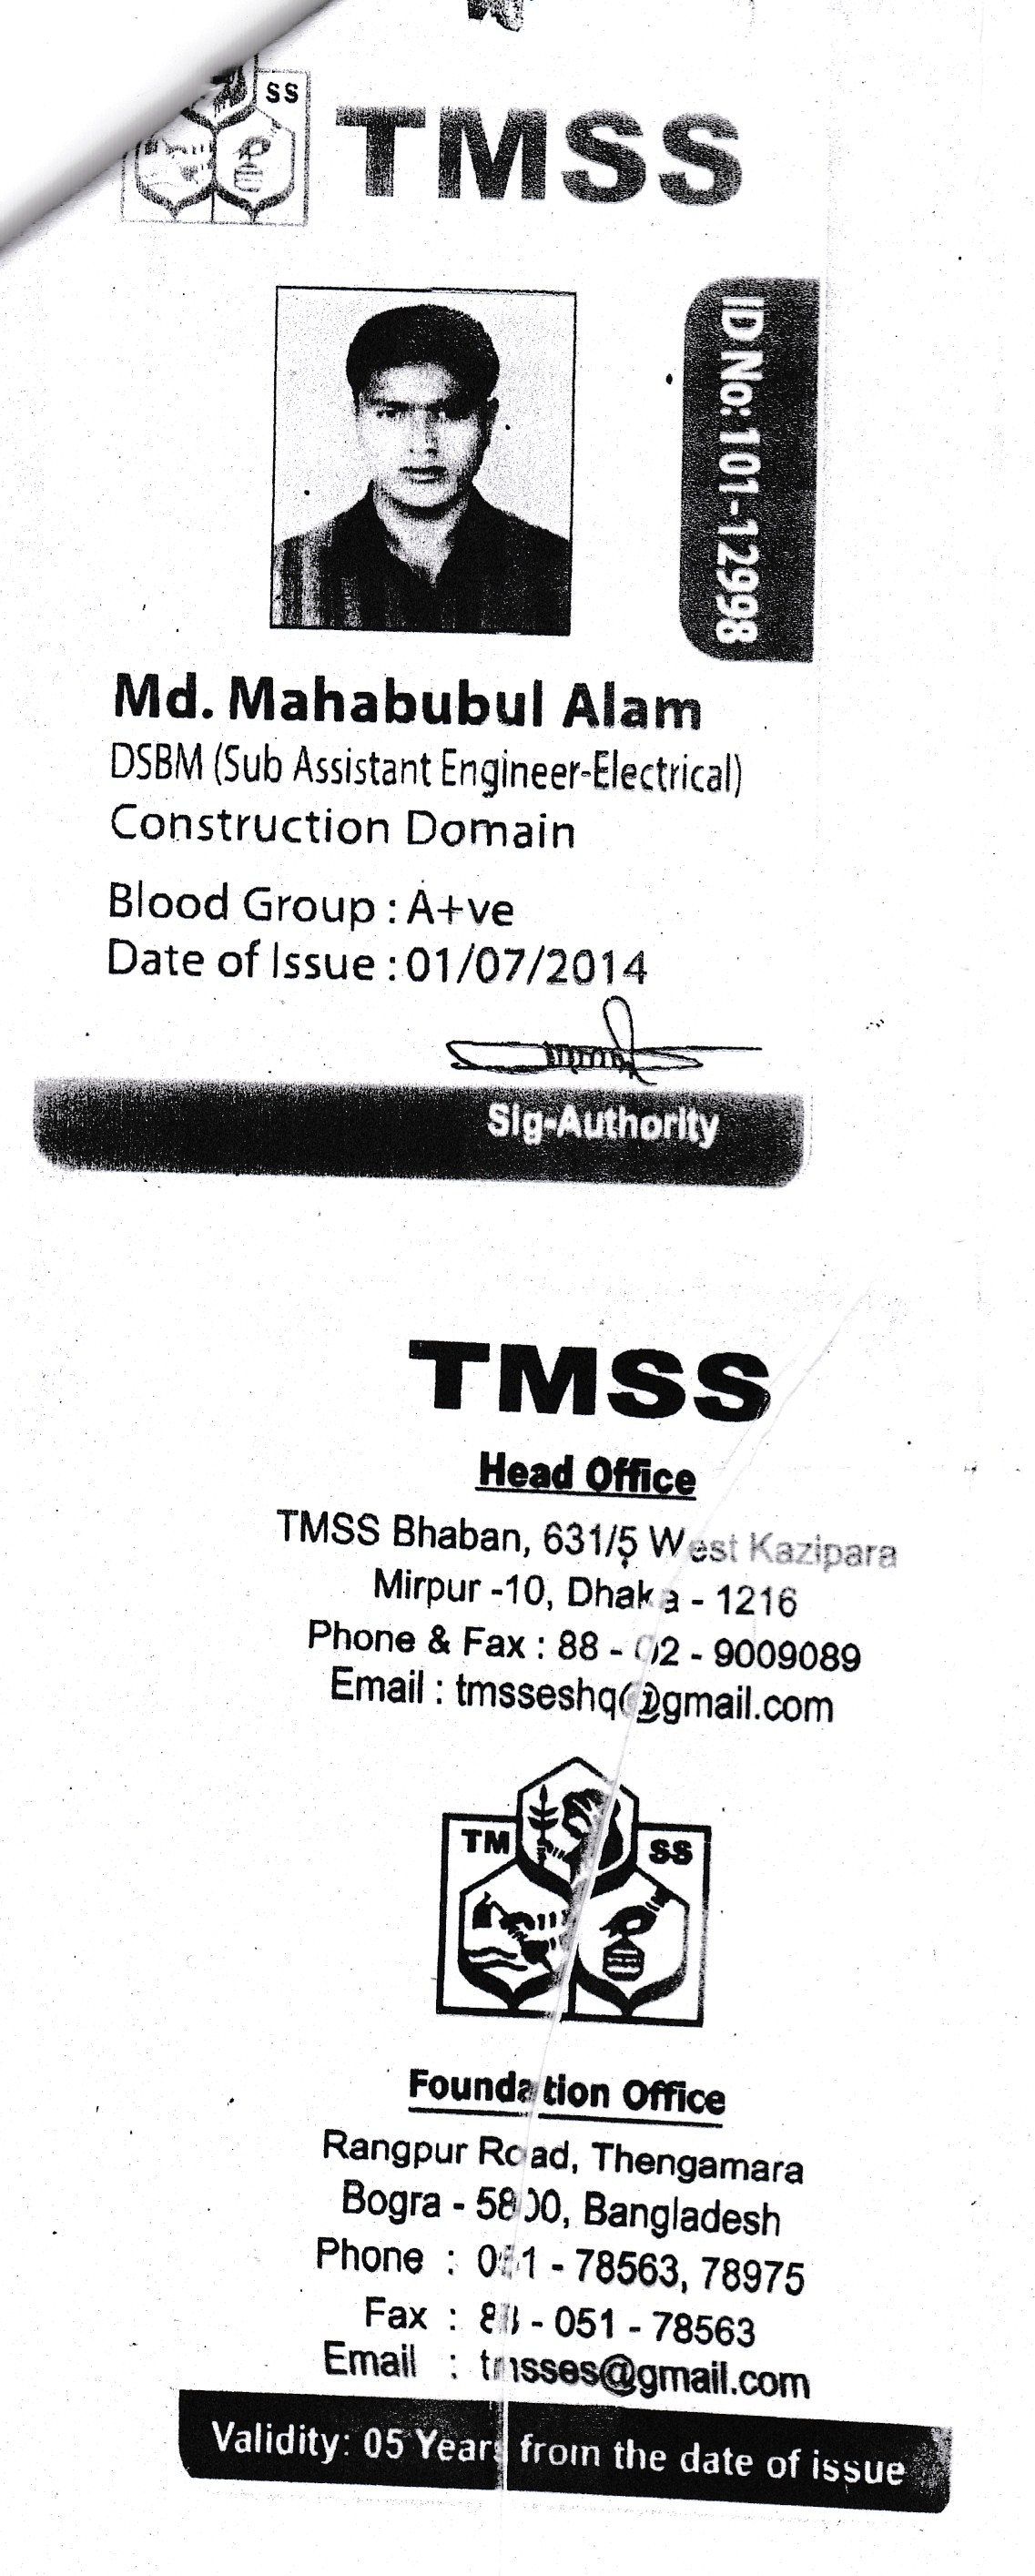 SS
TMSS
ID No: 101-12998
Md. Mahabubul Alam
DSBM (Sub Assistant Engineer-Electrical)
Construction Domain
Blood Group : A+ve
Date of Issue : 01/07/2014
Sig-Authority
TMSS
Head Office
TMSS Bhaban, 631/5 West Kazipara
Mirpur -10, Dhaka - 1216
Phone & Fax : 88 - 02 - 9009089
Email : tmsseshq@gmail.com
TM SS
Foundation Office
Rangpur Road, Thengamara
Bogra - 5800, Bangladesh
Phone : 051 - 78563, 78975
Fax : 88 - 051 - 78563
Email : tmsses@gmail.com
Validity: 05 Years from the date of issue